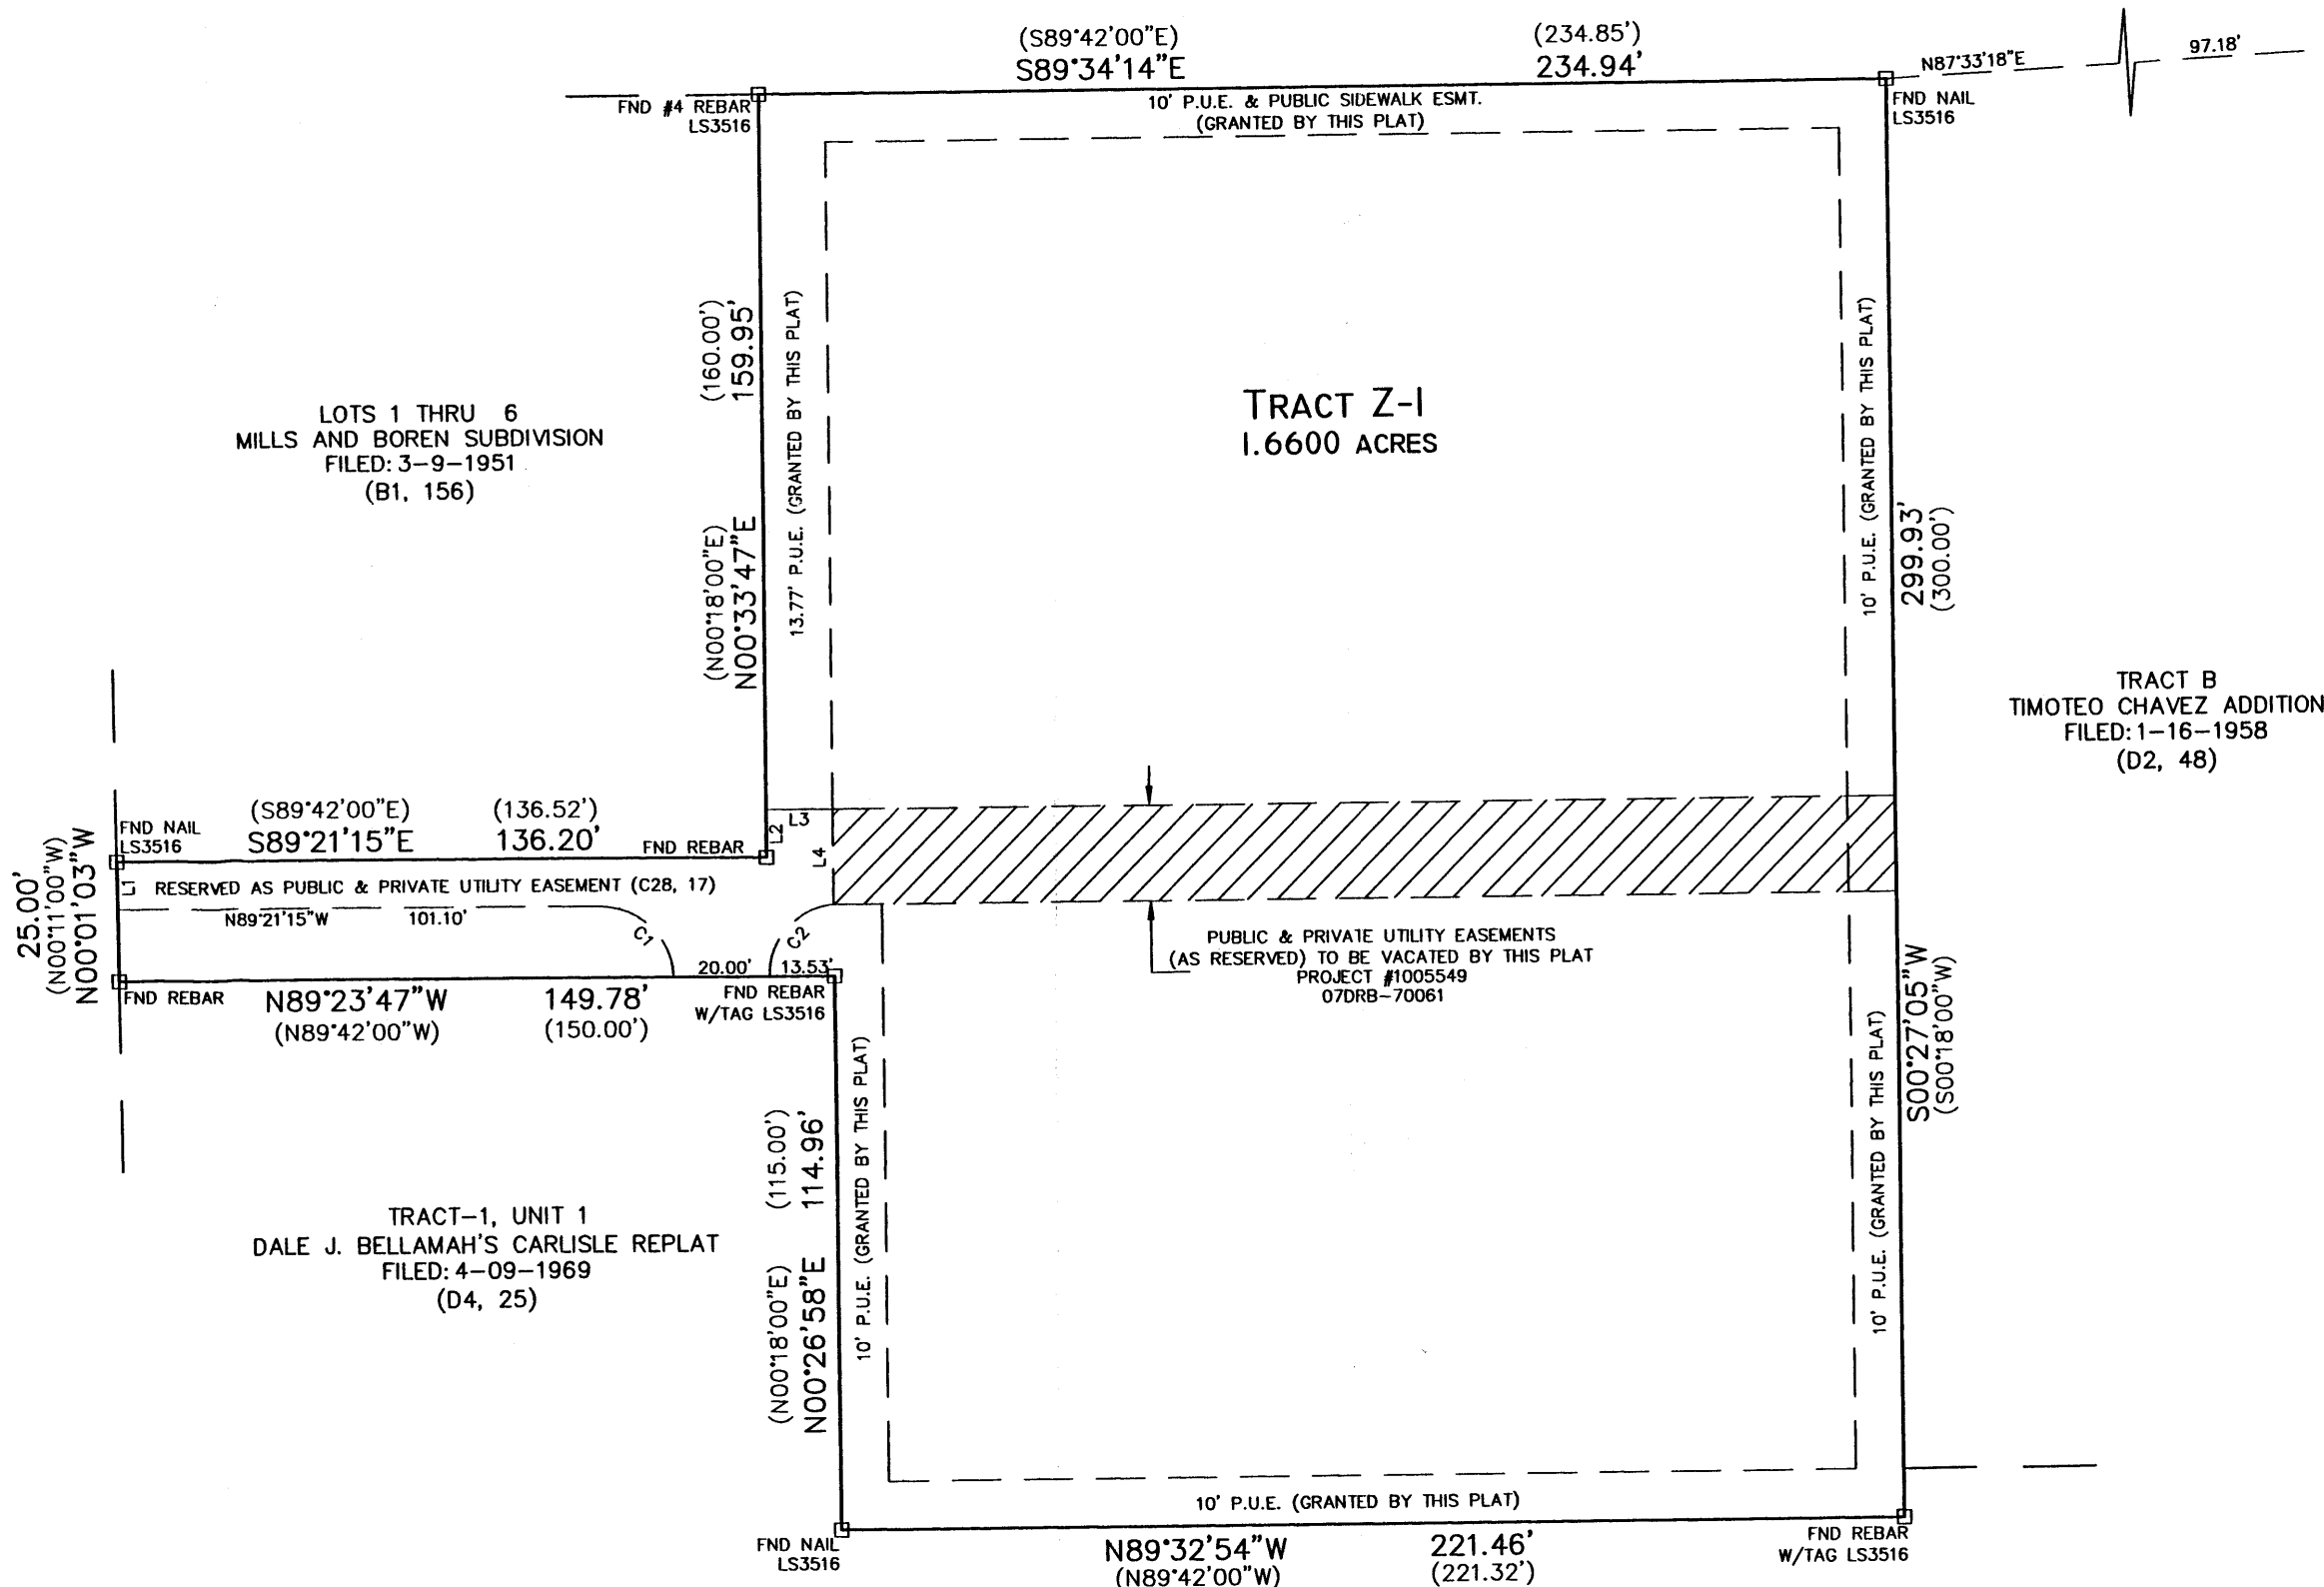 (S89°42'00"E)
(234.85')
S89°34'14"E
234.94'
N87°33'18"E
97.18'
FND #4 REBAR
LS3516
10' P.U.E. & PUBLIC SIDEWALK ESMT.
(GRANTED BY THIS PLAT)
FND NAIL
LS3516
(160.00')
159.95'
(N00°18'00"E)
N00°33'47"E
13.77' P.U.E. (GRANTED BY THIS PLAT)
TRACT Z-1
1.6600 ACRES
10' P.U.E. (GRANTED BY THIS PLAT)
299.93'
(300.00')
LOTS 1 THRU 6
MILLS AND BOREN SUBDIVISION
FILED: 3-9-1951
(B1, 156)
TRACT B
TIMOTEO CHAVEZ ADDITION
FILED: 1-16-1958
(D2, 48)
FND NAIL
LS3516
(S89°42'00"E)
(136.52')
S89°21'15"E
136.20'
FND REBAR
L2
L3
L4
25.00'
(N00°11'00"W)
N00°01'03"W
L1
RESERVED AS PUBLIC & PRIVATE UTILITY EASEMENT (C28, 17)
N89°21'15"W
101.10'
C1
C2
20.00'
13.53'
FND REBAR
N89°23'47"W
149.78'
(N89°42'00"W)
(150.00')
FND REBAR
W/TAG LS3516
PUBLIC & PRIVATE UTILITY EASEMENTS
(AS RESERVED) TO BE VACATED BY THIS PLAT
PROJECT #1005549
07DRB-70061
S00°27'05"W
(S00°18'00"W)
(115.00')
114.96'
(N00°18'00"E)
N00°26'58"E
10' P.U.E. (GRANTED BY THIS PLAT)
10' P.U.E. (GRANTED BY THIS PLAT)
TRACT-1, UNIT 1
DALE J. BELLAMAH'S CARLISLE REPLAT
FILED: 4-09-1969
(D4, 25)
10' P.U.E. (GRANTED BY THIS PLAT)
FND NAIL
LS3516
N89°32'54"W
221.46'
(N89°42'00"W)
(221.32')
FND REBAR
W/TAG LS3516